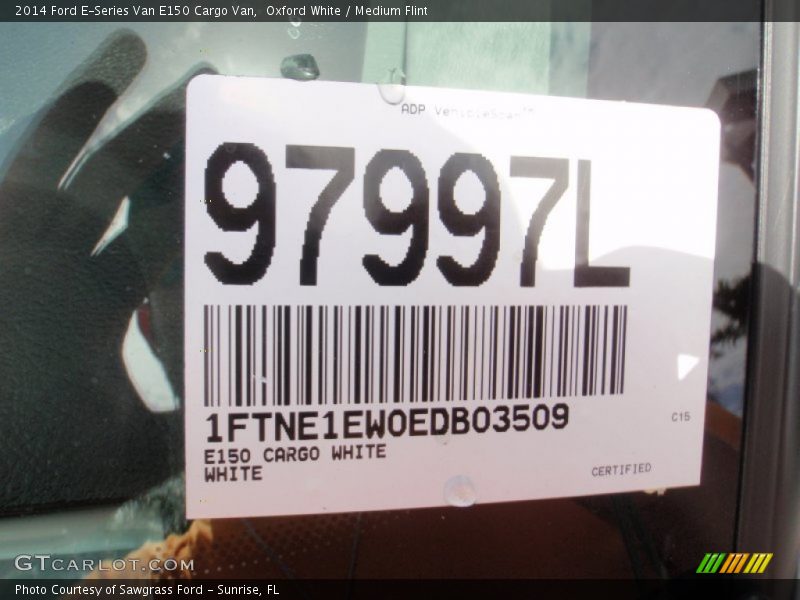 2014 Ford E-Series Van E150 Cargo Van,  Oxford White / Medium Flint
ADP VehicleScan™
97997L
1FTNE1EW0EDB03509
C15
E150 CARGO WHITE
WHITE
CERTIFIED
GTCARLOT.COM
Photo Courtesy of Sawgrass Ford - Sunrise, FL